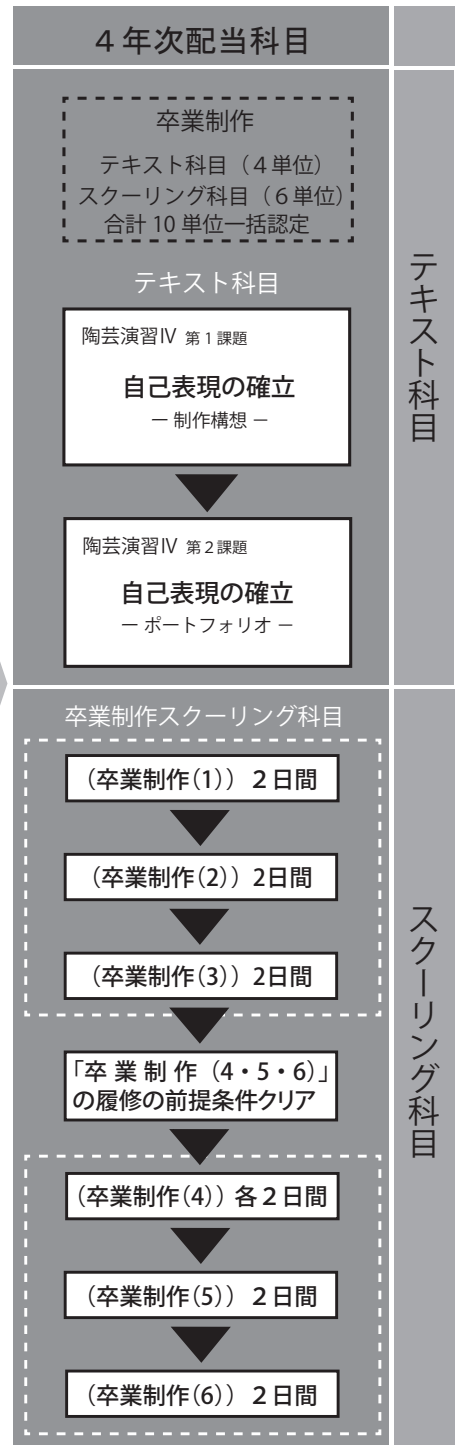 4年次配当科目
卒業制作
テキスト科目（4単位）
スクーリング科目（6単位）
合計10単位一括認定
テキスト科目
陶芸演習Ⅳ 第1課題
自己表現の確立
ー 制作構想 −
陶芸演習Ⅳ 第2課題
自己表現の確立
ー ポートフォリオ −
テキスト科目
卒業制作スクーリング科目
（卒業制作(1)） 2日間
（卒業制作(2)） 2日間
（卒業制作(3)） 2日間
「卒業制作（4・5・6）」
の履修の前提条件クリア
（卒業制作(4)） 各2日間
（卒業制作(5)） 2日間
（卒業制作(6)） 2日間
スクーリング科目